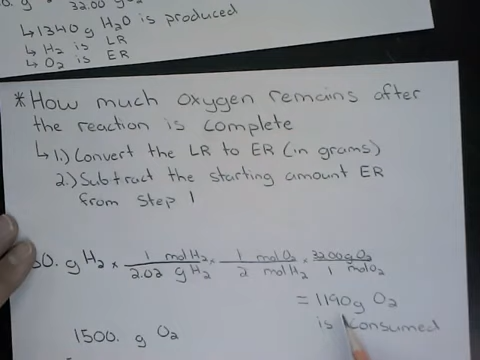 32.00 g
↳ 1340 g H₂O is produced
↳ H₂ is LR
↳ O₂ is ER
* How much oxygen remains after
the reaction is complete
↳ 1.) Convert the LR to ER (in grams)
2.) Subtract the starting amount ER
from Step 1
50. g H₂ × 1 mol H₂ / 2.02 g H₂ × 1 mol O₂ / 2 mol H₂ × 32.00 g O₂ / 1 mol O₂
= 1190 g O₂
is consumed
1500. g O₂